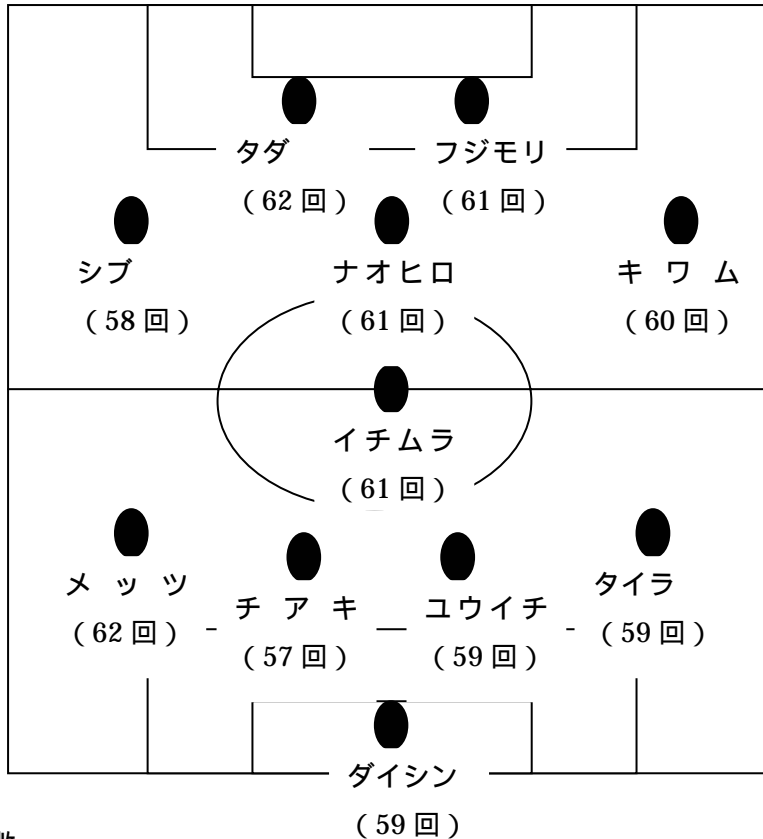 タダ
フジモリ
(62回)
(61回)
シブ
ナオヒロ
キワム
(58回)
(61回)
(60回)
イチムラ
(61回)
メッツ
チアキ
ユウイチ
タイラ
(62回)
(57回)
(59回)
(59回)
ダイシン
(59回)